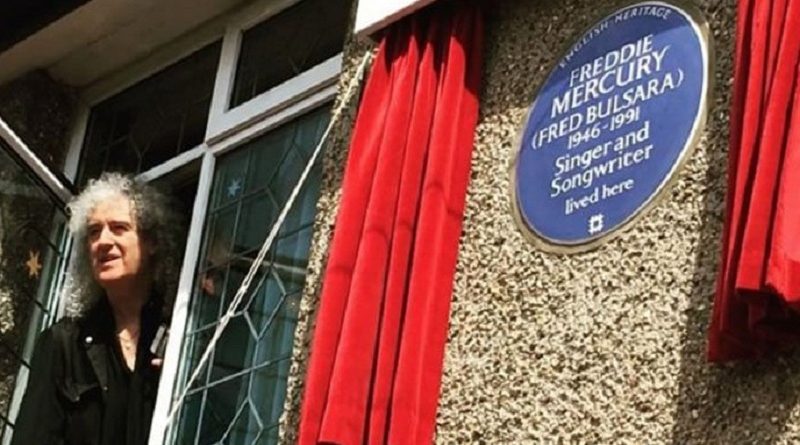 ENGLISH HERITAGE
FREDDIE
MERCURY
(FRED BULSARA)
1946-1991
Singer and
Songwriter
lived here